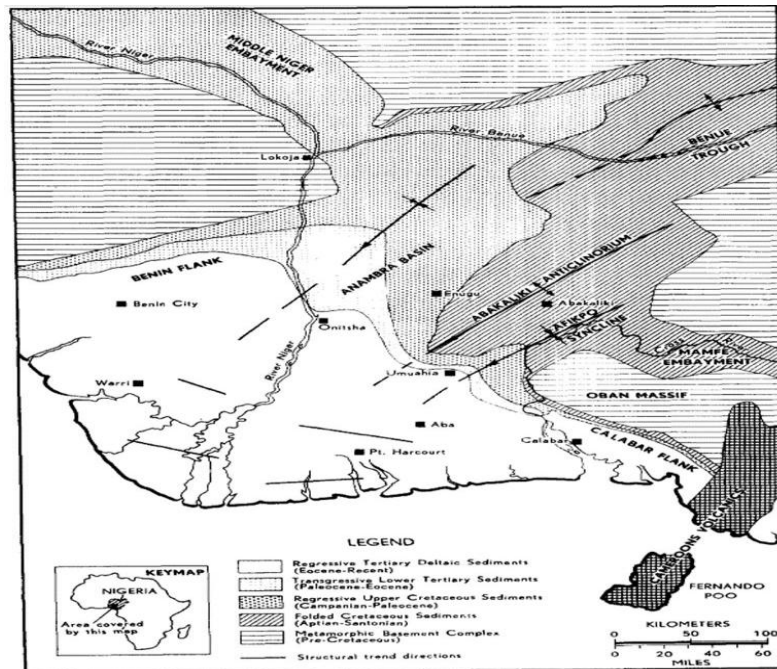 River Niger
MIDDLE NIGER
EMBAYMENT
River Benue
BENUE
TROUGH
Lokoja
ANAMBRA BASIN
BENIN FLANK
Benin City
Enugu
ABAKALIKI ANTICLINORIUM
Abakaliki
Onitsha
AFIKPO
SYNCLINE
River Niger
MAMFE
EMBAYMENT
Warri
Umuahia
OBAN MASSIF
Aba
Calabar
CALABAR FLANK
Pt. Harcourt
CAMEROONS VOLCANICS
FERNANDO
POO
LEGEND
KEYMAP
NIGERIA
Area covered
by this map
Regressive Tertiary Deltaic Sediments
(Eocene-Recent)
Transgressive Lower Tertiary Sediments
(Paleocene-Eocene)
Regressive Upper Cretaceous Sediments
(Campanian-Paleocene)
Folded Cretaceous Sediments
(Aptian-Santonian)
Metamorphic Basement Complex
(Pre-Cretaceous)
Structural trend directions
KILOMETERS
0 50 100
0 20 40 60
MILES